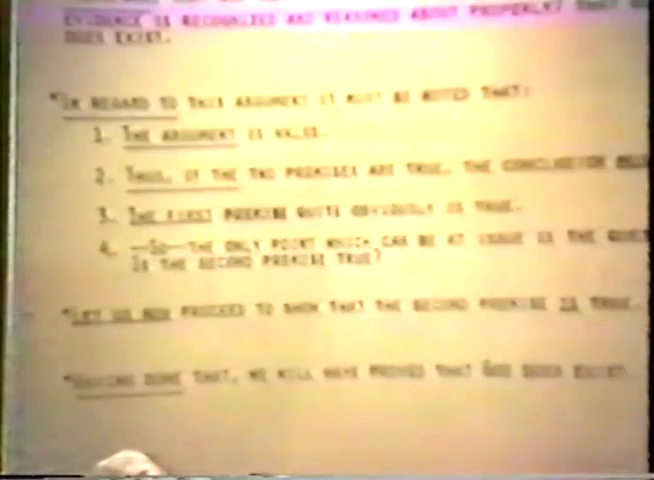 EVIDENCE IS RECOGNIZED AND REASONED ABOUT PROPERLY? THAT
DOES EXIST.
"IN REGARD TO THIS ARGUMENT IT MUST BE NOTED THAT:
1. THE ARGUMENT IS VALID.
2. THUS, IF THE TWO PREMISES ARE TRUE, THE CONCLUSION
3. THE FIRST PREMISE QUITE OBVIOUSLY IS TRUE.
4. —SO—THE ONLY POINT WHICH CAN BE AT ISSUE IS THE
IS THE SECOND PREMISE TRUE?
"LET US NOW PROCEED TO SHOW THAT THE SECOND PREMISE IS TRUE.
"HAVING DONE THAT, WE WILL HAVE PROVED THAT GOD DOES EXIST.